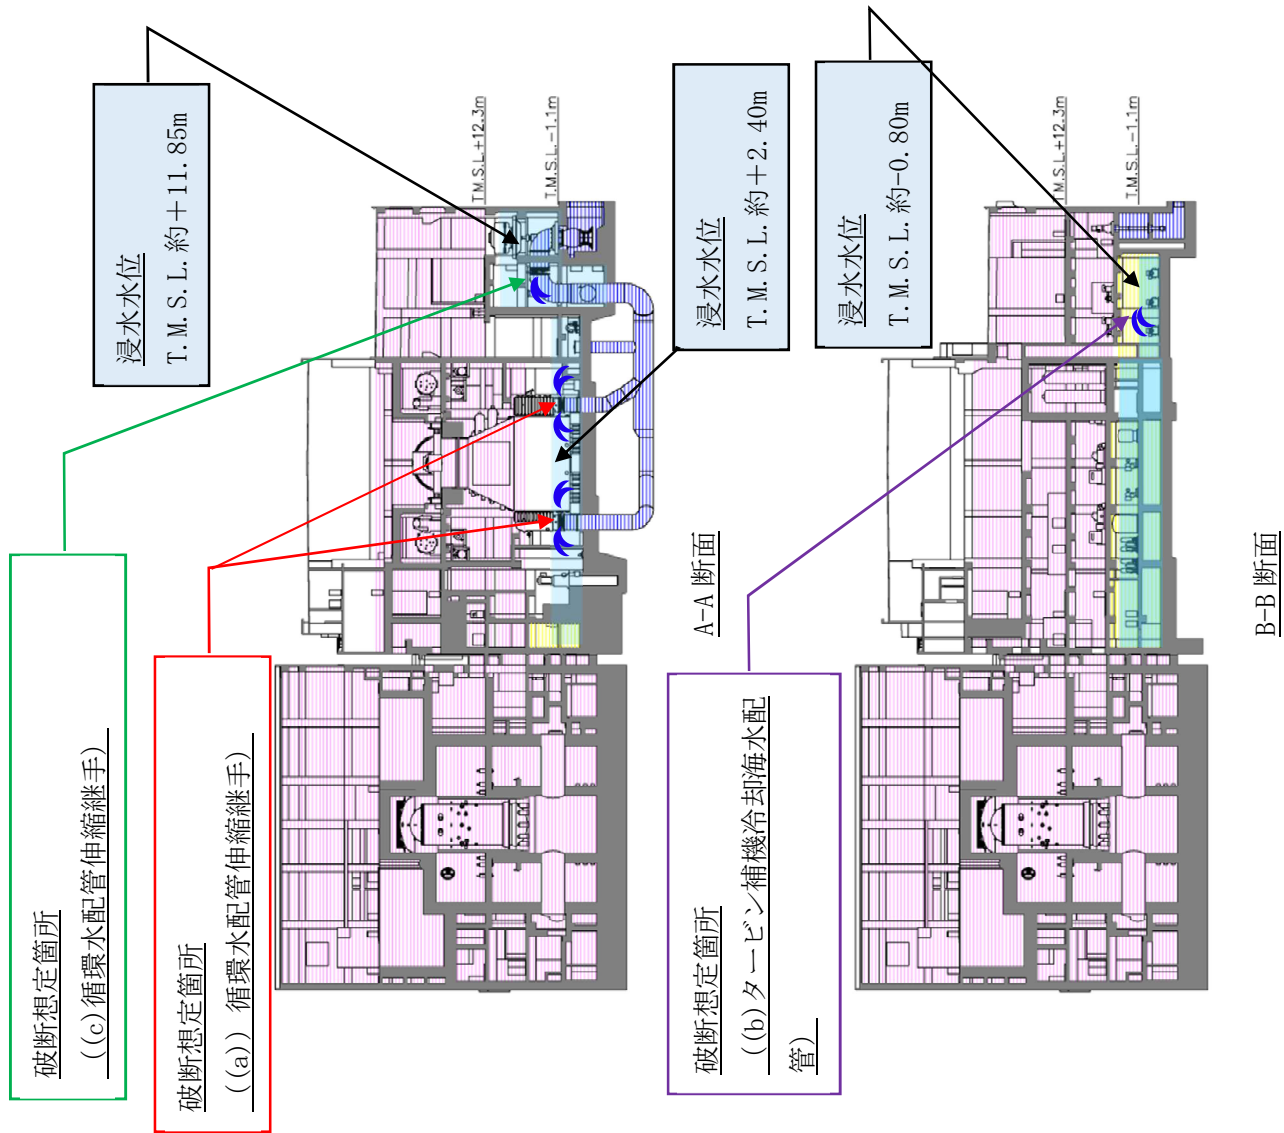 破断想定箇所
((c)循環水配管伸縮継手)
破断想定箇所
((a)) 循環水配管伸縮継手)
浸水水位
T.M.S.L.約＋11.85m
T.M.S.L.+12.3m
T.M.S.L.-1.1m
浸水水位
T.M.S.L.約＋2.40m
A-A 断面
破断想定箇所
((b)タービン補機冷却海水配
管)
浸水水位
T.M.S.L.約-0.80m
T.M.S.L.+12.3m
T.M.S.L.-1.1m
B-B 断面